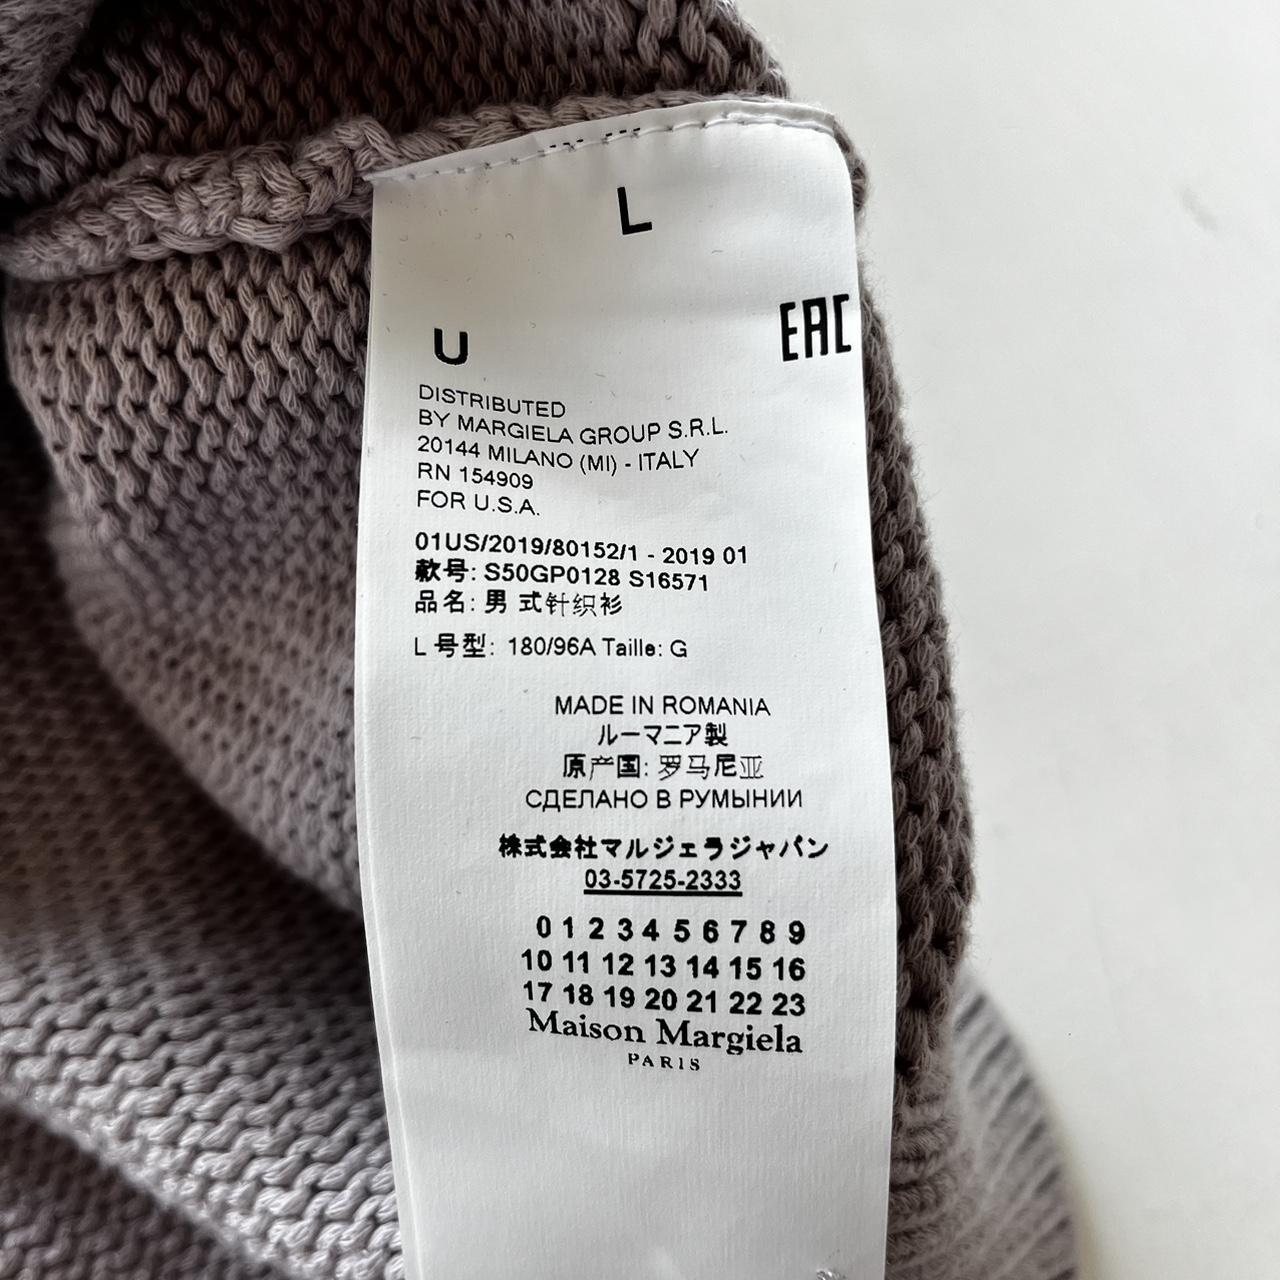 L
EAC
U
DISTRIBUTED
BY MARGIELA GROUP S.R.L.
20144 MILANO (MI) - ITALY
RN 154909
FOR U.S.A.
01US/2019/80152/1 - 2019 01
款号: S50GP0128 S16571
品名: 男 式针织衫
L 号型: 180/96A Taille: G
MADE IN ROMANIA
ルーマニア製
原产国: 罗马尼亚
СДЕЛАНО В РУМЫНИИ
株式会社マルジェラジャパン
03-5725-2333
0 1 2 3 4 5 6 7 8 9
10 11 12 13 14 15 16
17 18 19 20 21 22 23
Maison Margiela
PARIS